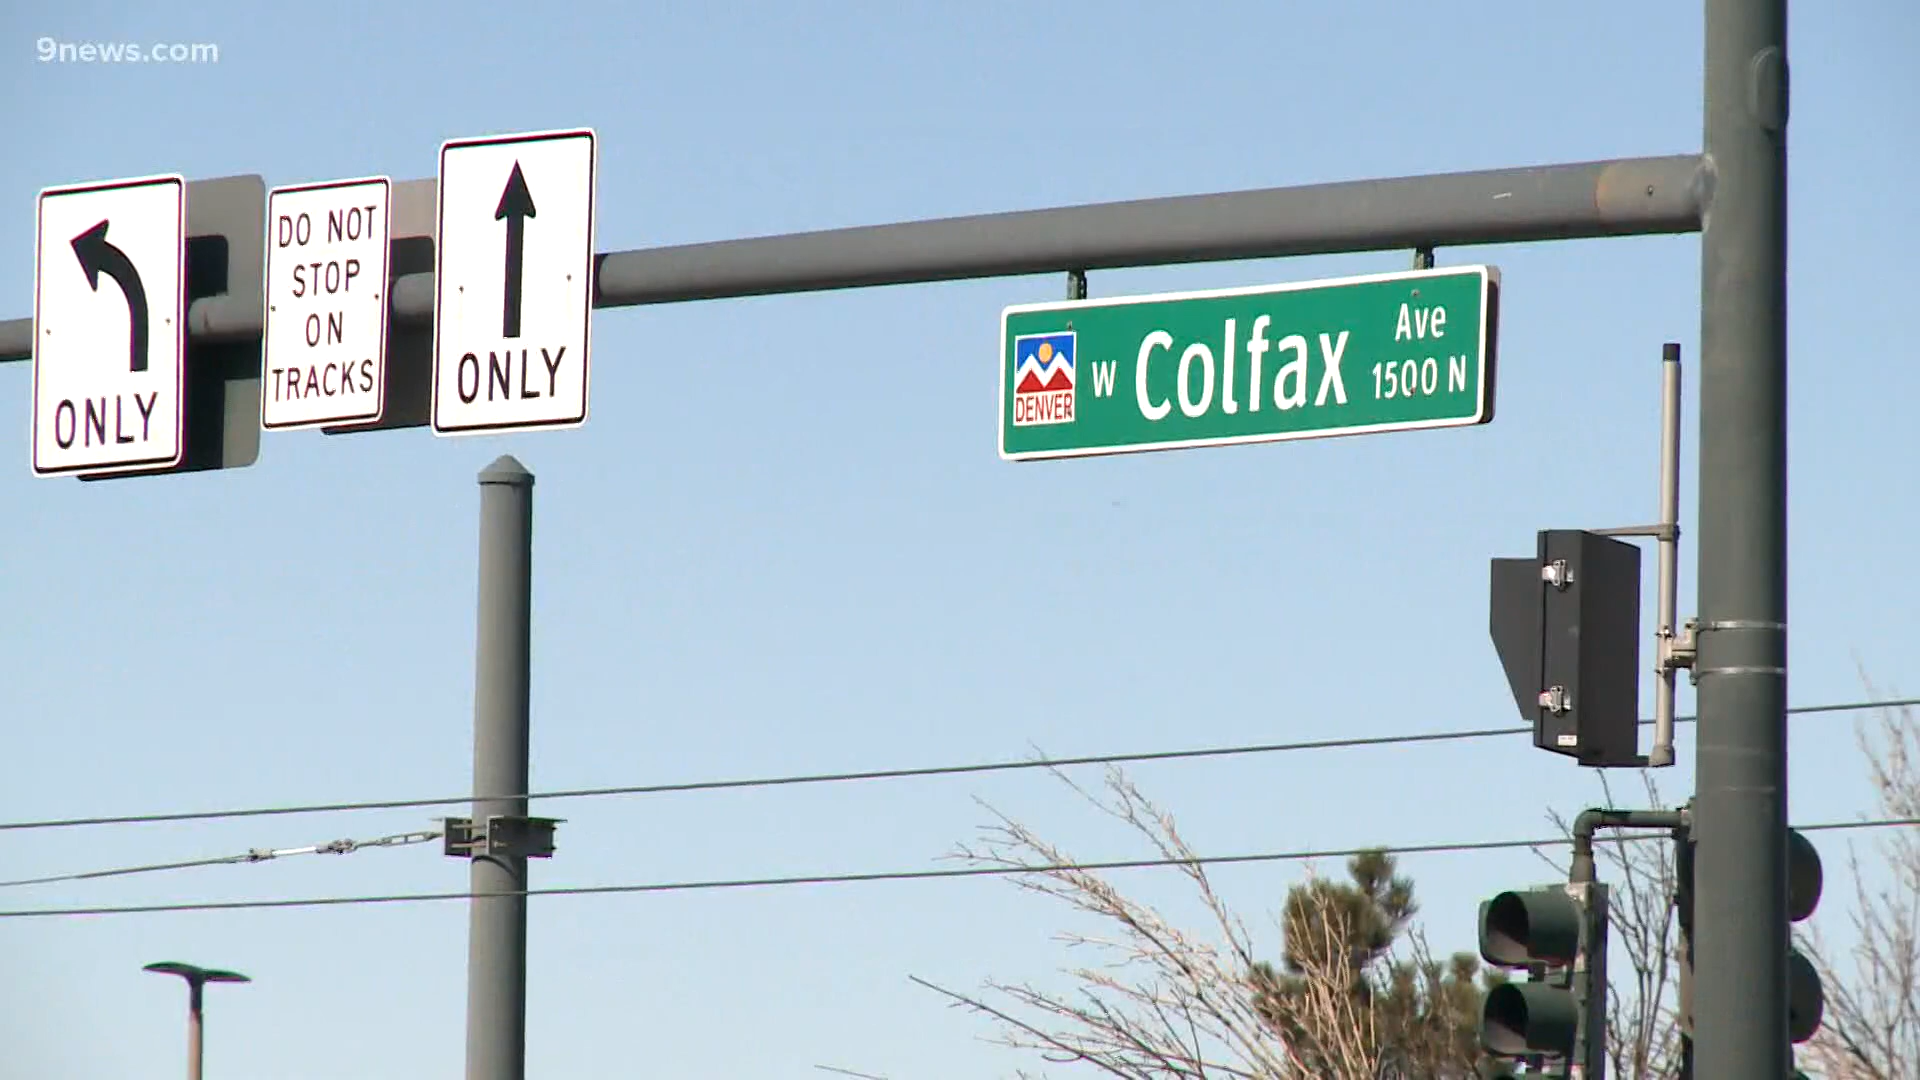 9news.com
ONLY
DO NOT
STOP
ON
TRACKS
ONLY
DENVER
W Colfax Ave
1500 N